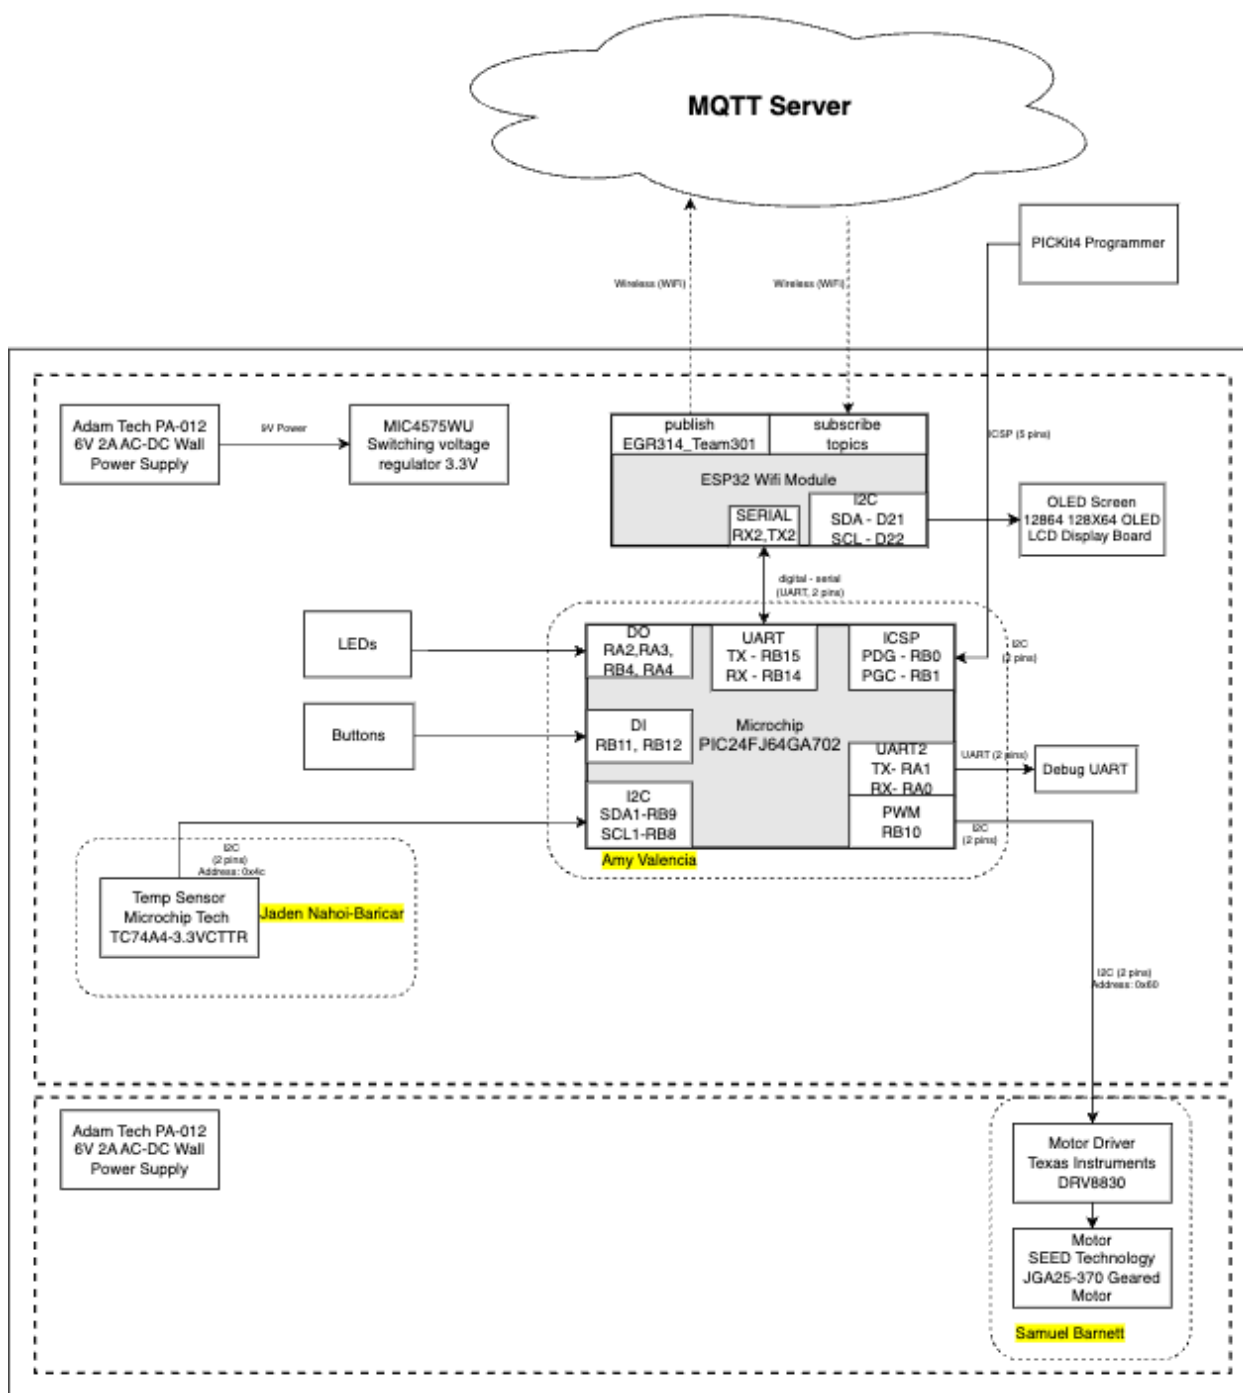 MQTT Server
PICKit4 Programmer
Wireless (WiFi)
Wireless (WiFi)
Adam Tech PA-012
6V 2A AC-DC Wall
Power Supply
9V Power
MIC4575WU
Switching voltage
regulator 3.3V
publish
EGR314_Team301
subscribe
topics
ICSP (5 pins)
ESP32 Wifi Module
SERIAL
RX2,TX2
I2C
SDA - D21
SCL - D22
OLED Screen
12864 128X64 OLED
LCD Display Board
digital - serial
(UART, 2 pins)
LEDs
DO
RA2,RA3,
RB4, RA4
UART
TX - RB15
RX - RB14
ICSP
PDG - RB0
PGC - RB1
I2C
(2 pins)
Buttons
DI
RB11, RB12
Microchip
PIC24FJ64GA702
UART2
TX- RA1
RX- RA0
UART (2 pins)
Debug UART
I2C
SDA1-RB9
SCL1-RB8
PWM
RB10
I2C
(2 pins)
Amy Valencia
I2C
(2 pins)
Address: 0x4c
Temp Sensor
Microchip Tech
TC74A4-3.3VCTTR
Jaden Nahoi-Baricar
I2C (2 pins)
Address: 0x60
Adam Tech PA-012
6V 2A AC-DC Wall
Power Supply
Motor Driver
Texas Instruments
DRV8830
Motor
SEED Technology
JGA25-370 Geared
Motor
Samuel Barnett